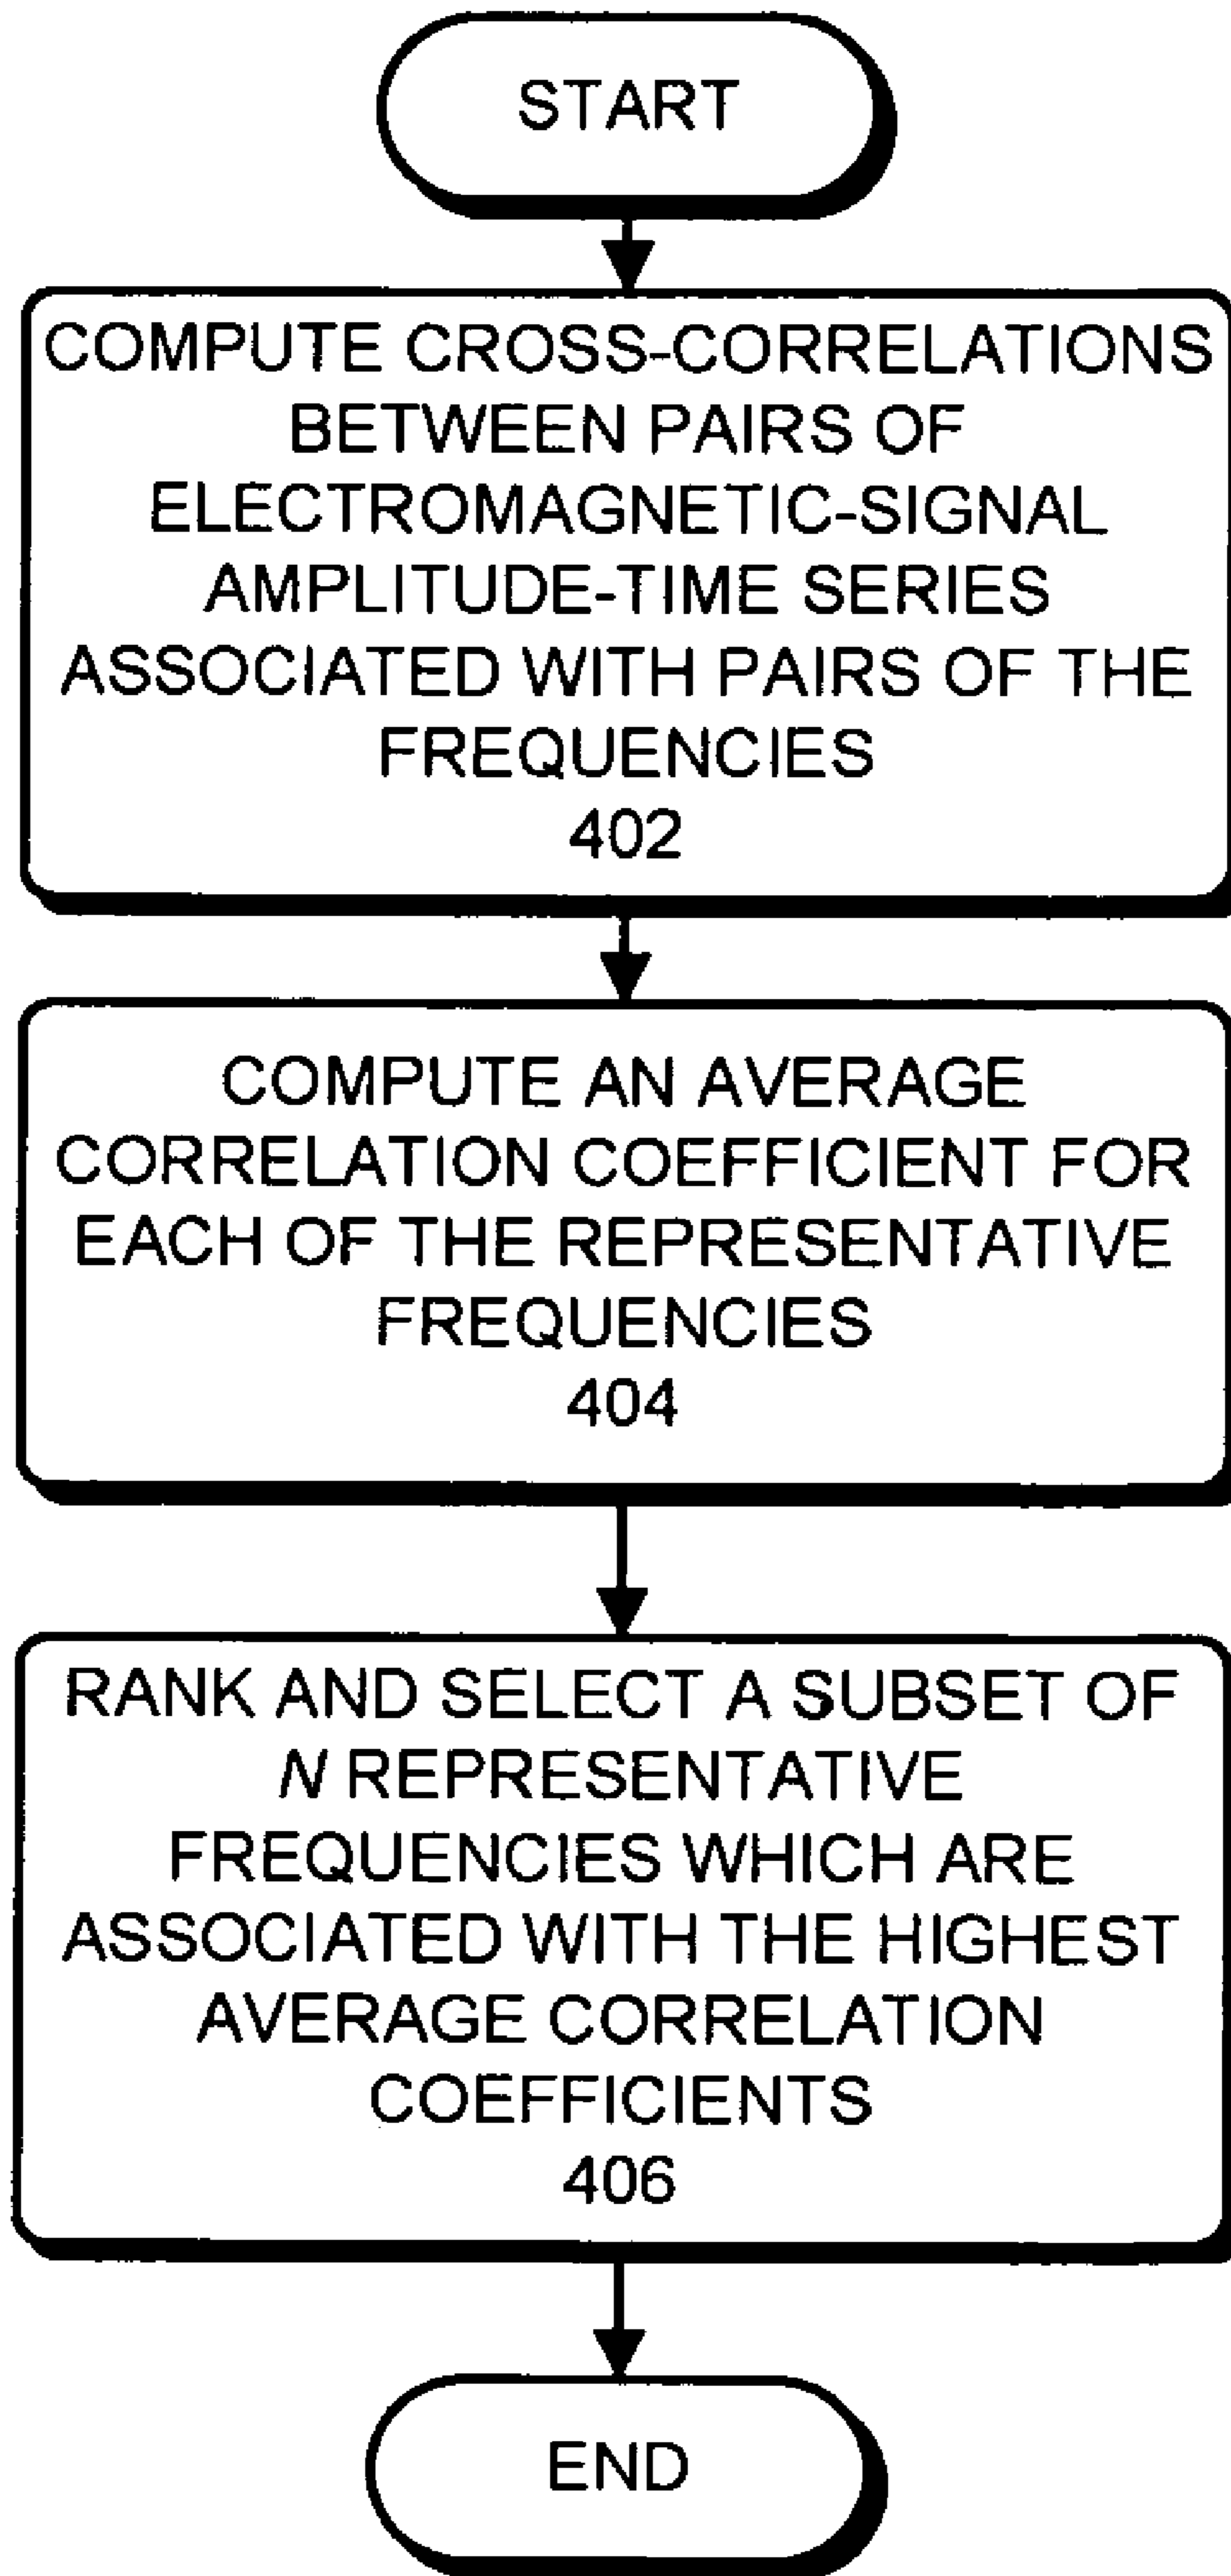 START
COMPUTE CROSS-CORRELATIONS
BETWEEN PAIRS OF
ELECTROMAGNETIC-SIGNAL
AMPLITUDE-TIME SERIES
ASSOCIATED WITH PAIRS OF THE
FREQUENCIES
402
COMPUTE AN AVERAGE
CORRELATION COEFFICIENT FOR
EACH OF THE REPRESENTATIVE
FREQUENCIES
404
RANK AND SELECT A SUBSET OF
N REPRESENTATIVE
FREQUENCIES WHICH ARE
ASSOCIATED WITH THE HIGHEST
AVERAGE CORRELATION
COEFFICIENTS
406
END